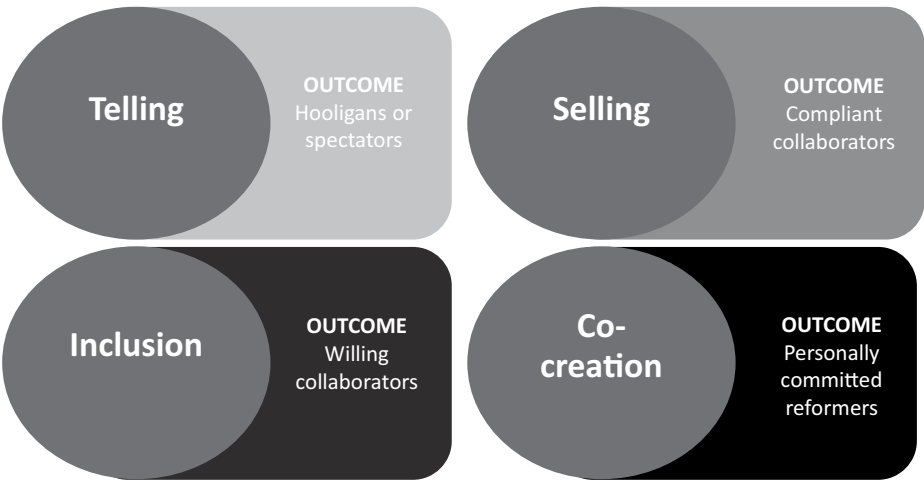 Telling
OUTCOME
Hooligans or
spectators
Selling
OUTCOME
Compliant
collaborators
Inclusion
OUTCOME
Willing
collaborators
Co-
creation
OUTCOME
Personally
committed
reformers